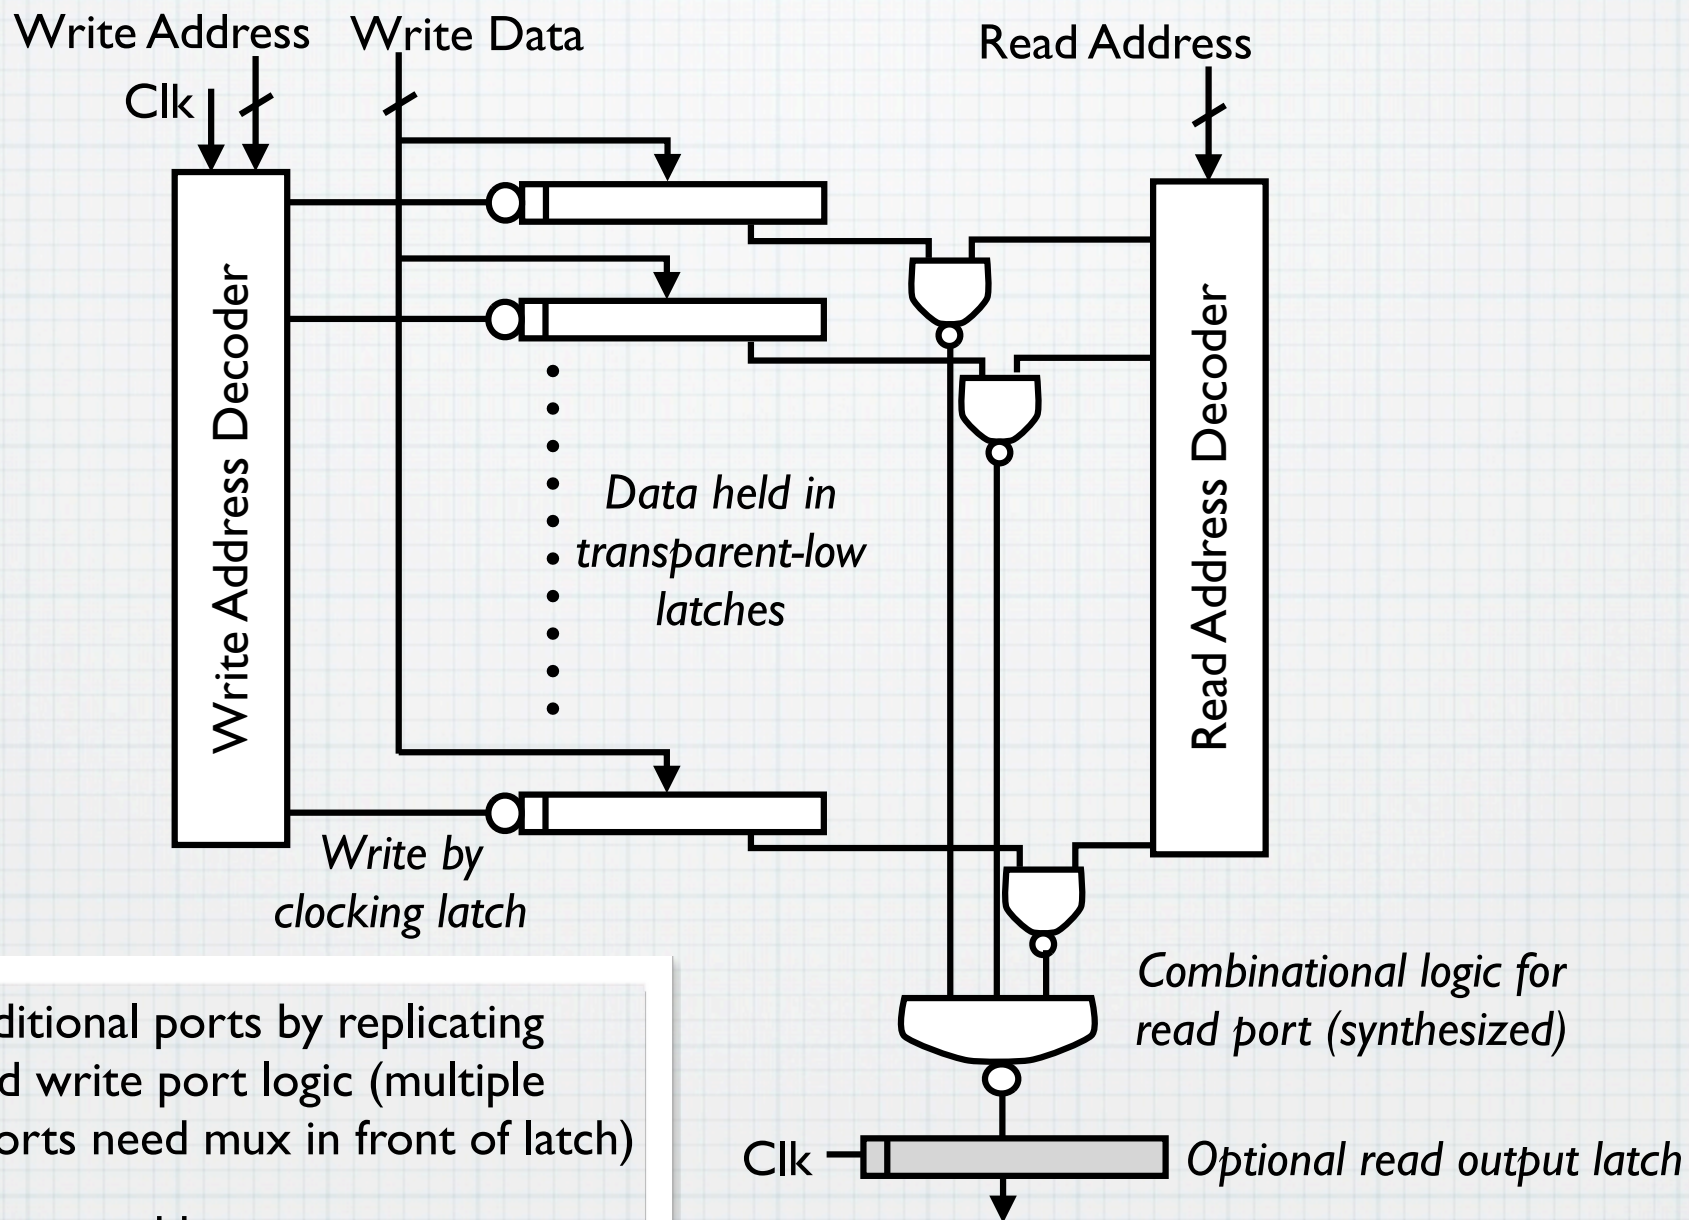 Write Address
Write Data
Read Address
Clk
Write Address Decoder
Read Address Decoder
Data held in
transparent-low
latches
Write by
clocking latch
Combinational logic for
read port (synthesized)
ditional ports by replicating
d write port logic (multiple
orts need mux in front of latch)
Clk
Optional read output latch